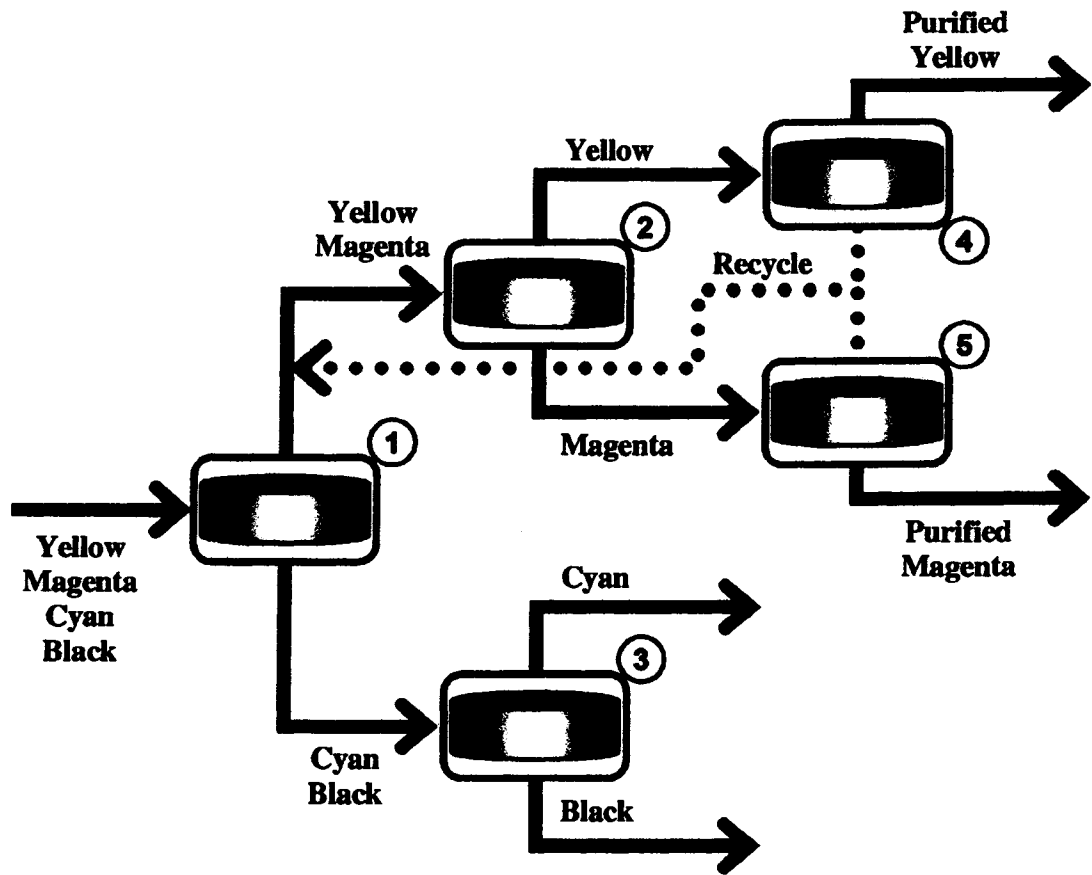 Purified
Yellow
Yellow
4
Yellow
Magenta
2
Recycle
5
Magenta
1
Yellow
Magenta
Cyan
Black
Purified
Magenta
Cyan
3
Cyan
Black
Black